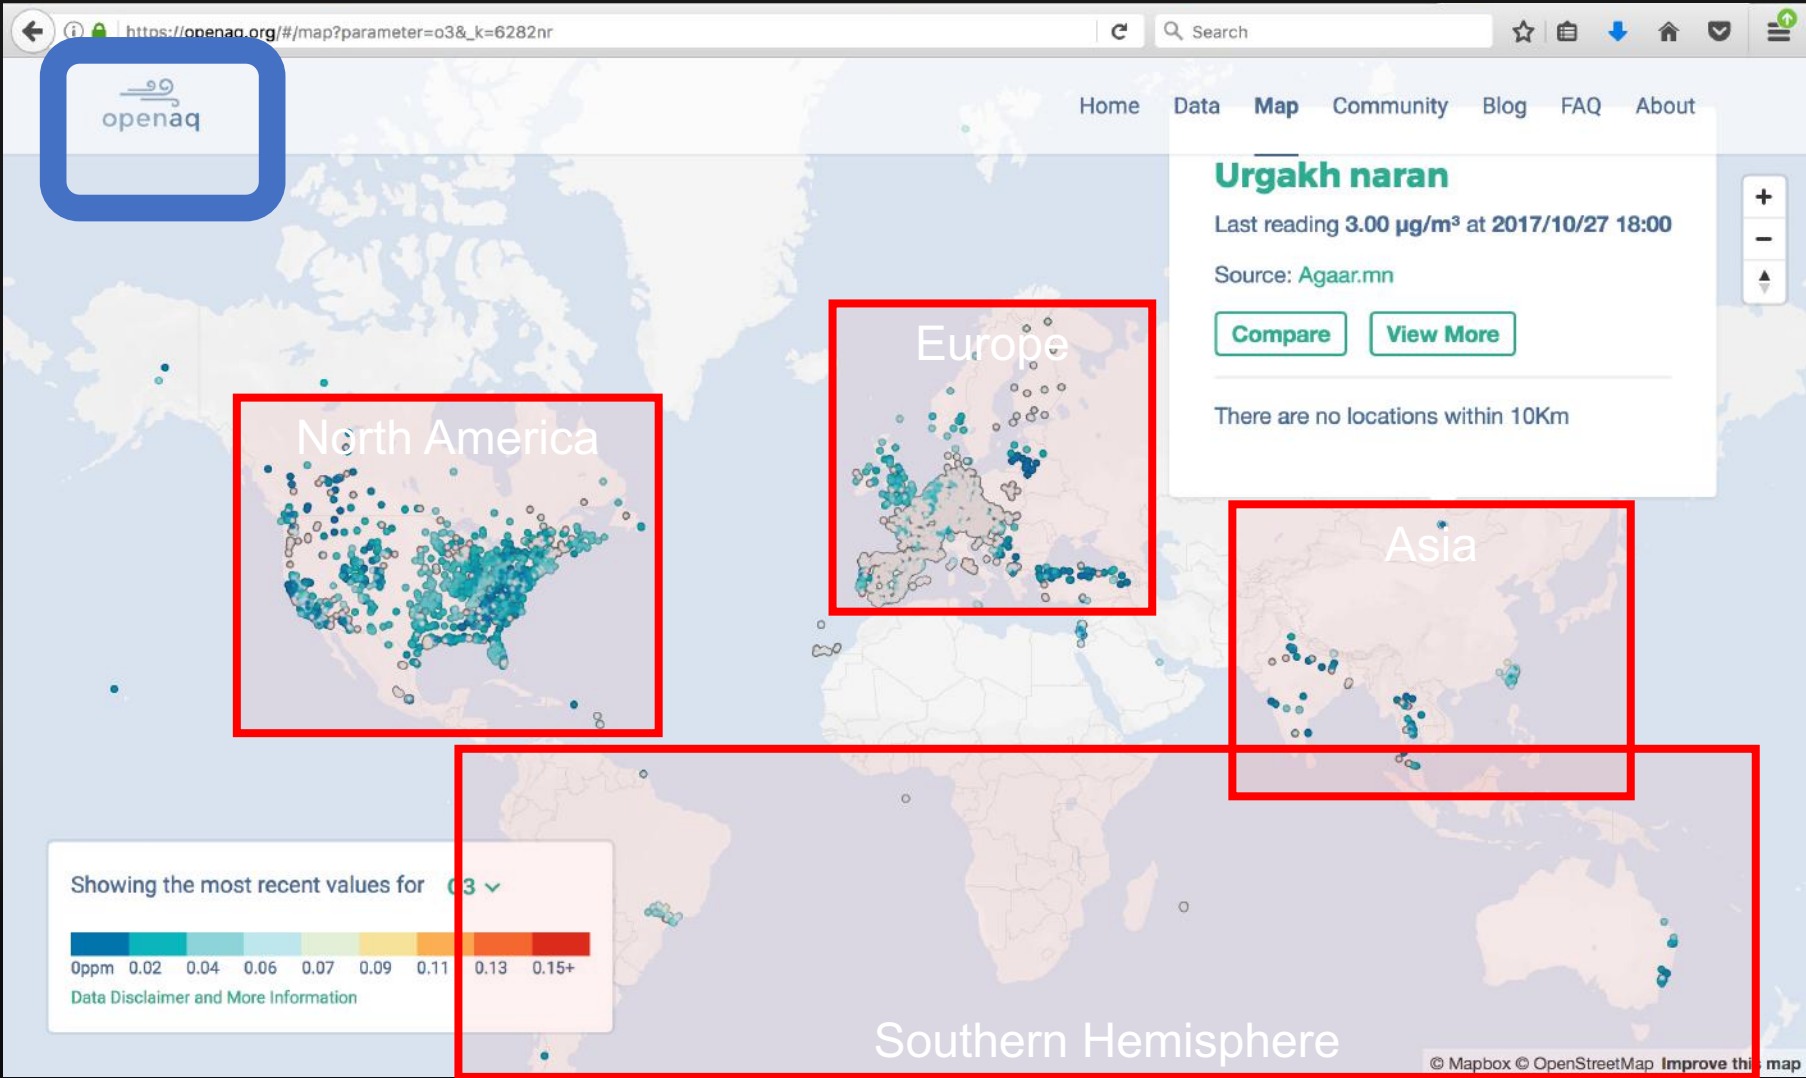 https://openaq.org/#/map?parameter=o3&_k=6282nr
Search
openaq
Home Data Map Community Blog FAQ About
Urgakh naran
Last reading 3.00 µg/m³ at 2017/10/27 18:00
Source: Agaar.mn
Compare View More
There are no locations within 10Km
Europe
North America
Asia
Showing the most recent values for O3
0ppm 0.02 0.04 0.06 0.07 0.09 0.11 0.13 0.15+
Data Disclaimer and More Information
Southern Hemisphere
© Mapbox © OpenStreetMap Improve this map